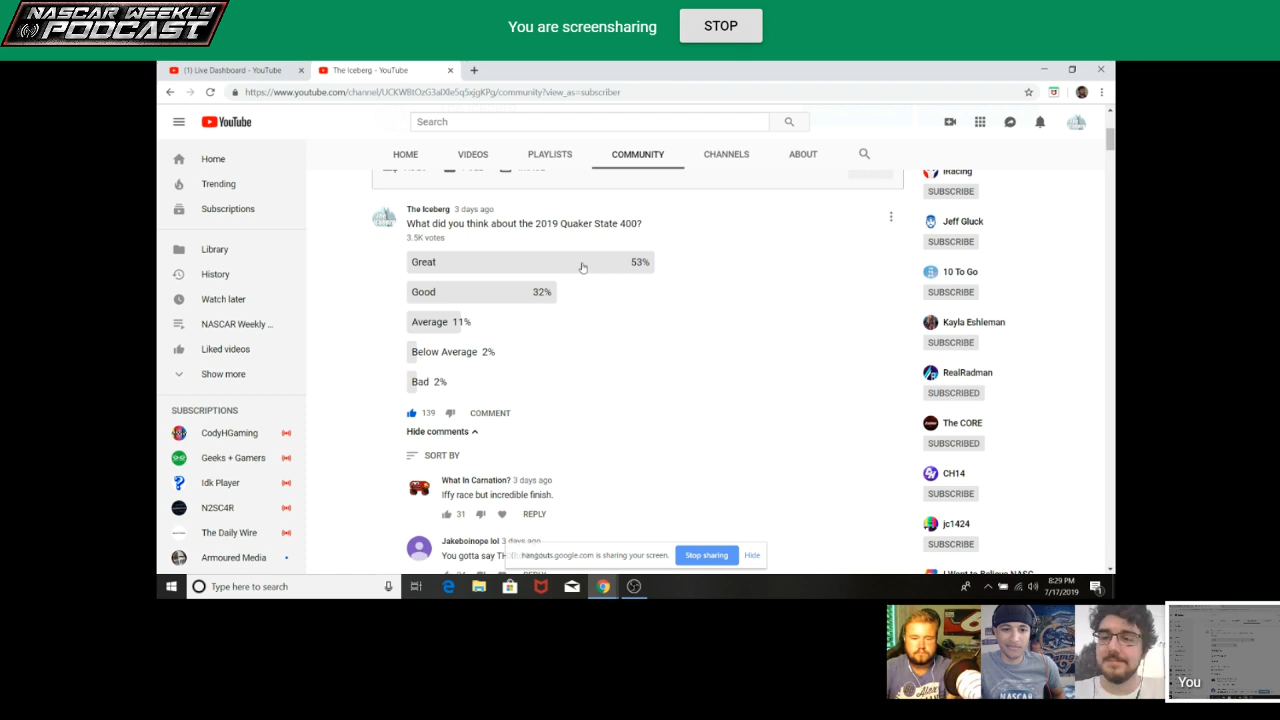 NASCAR WEEKLY
PODCAST
You are screensharing
STOP
(1) Live Dashboard - YouTube
The Iceberg - YouTube
https://www.youtube.com/channel/UCKWBtOzG3aIXle5q5xjgKPg/community?view_as=subscriber
YouTube
Search
HOME
VIDEOS
PLAYLISTS
COMMUNITY
CHANNELS
ABOUT
Home
Trending
Subscriptions
Library
History
Watch later
NASCAR Weekly ...
Liked videos
Show more
SUBSCRIPTIONS
CodyHGaming
Geeks + Gamers
Idk Player
N2SC4R
The Daily Wire
Armoured Media
The Iceberg 3 days ago
What did you think about the 2019 Quaker State 400?
3.5K votes
Great 53%
Good 32%
Average 11%
Below Average 2%
Bad 2%
139 COMMENT
Hide comments
SORT BY
What In Carnation? 3 days ago
Iffy race but incredible finish.
31 REPLY
Jakeboinope lol 3 days ago
You gotta say
hangouts.google.com is sharing your screen.
Stop sharing
Hide
iRacing
SUBSCRIBE
Jeff Gluck
SUBSCRIBE
10 To Go
SUBSCRIBE
Kayla Eshleman
SUBSCRIBE
RealRadman
SUBSCRIBED
The CORE
SUBSCRIBED
CH14
SUBSCRIBE
jc1424
SUBSCRIBE
Type here to search
8:29 PM
7/17/2019
NASCAR
You